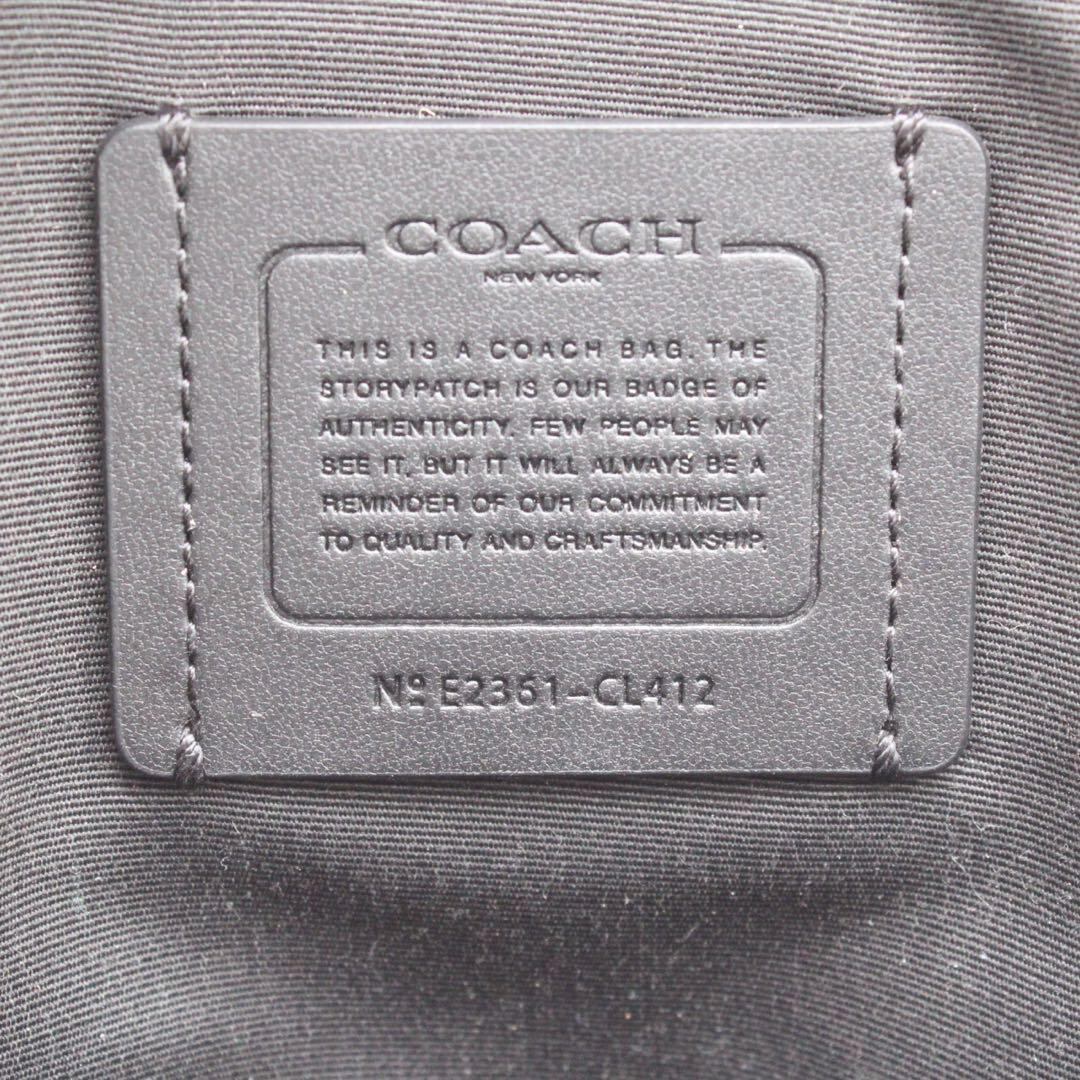 COACH
NEW YORK
THIS IS A COACH BAG. THE
STORYPATCH IS OUR BADGE OF
AUTHENTICITY. FEW PEOPLE MAY
SEE IT, BUT IT WILL ALWAYS BE A
REMINDER OF OUR COMMITMENT
TO QUALITY AND CRAFTSMANSHIP.
Nº E2361-CL412